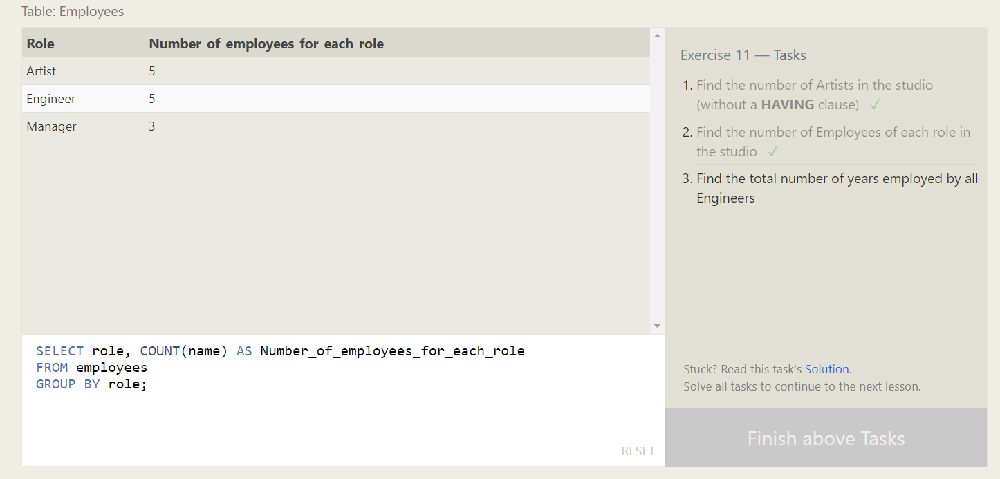 Table: Employees
Role Number_of_employees_for_each_role
Artist 5
Engineer 5
Manager 3
SELECT role, COUNT(name) AS Number_of_employees_for_each_role
FROM employees
GROUP BY role;
RESET
Exercise 11 — Tasks
1. Find the number of Artists in the studio
(without a HAVING clause) ✓
2. Find the number of Employees of each role in
the studio ✓
3. Find the total number of years employed by all
Engineers
Stuck? Read this task's Solution.
Solve all tasks to continue to the next lesson.
Finish above Tasks